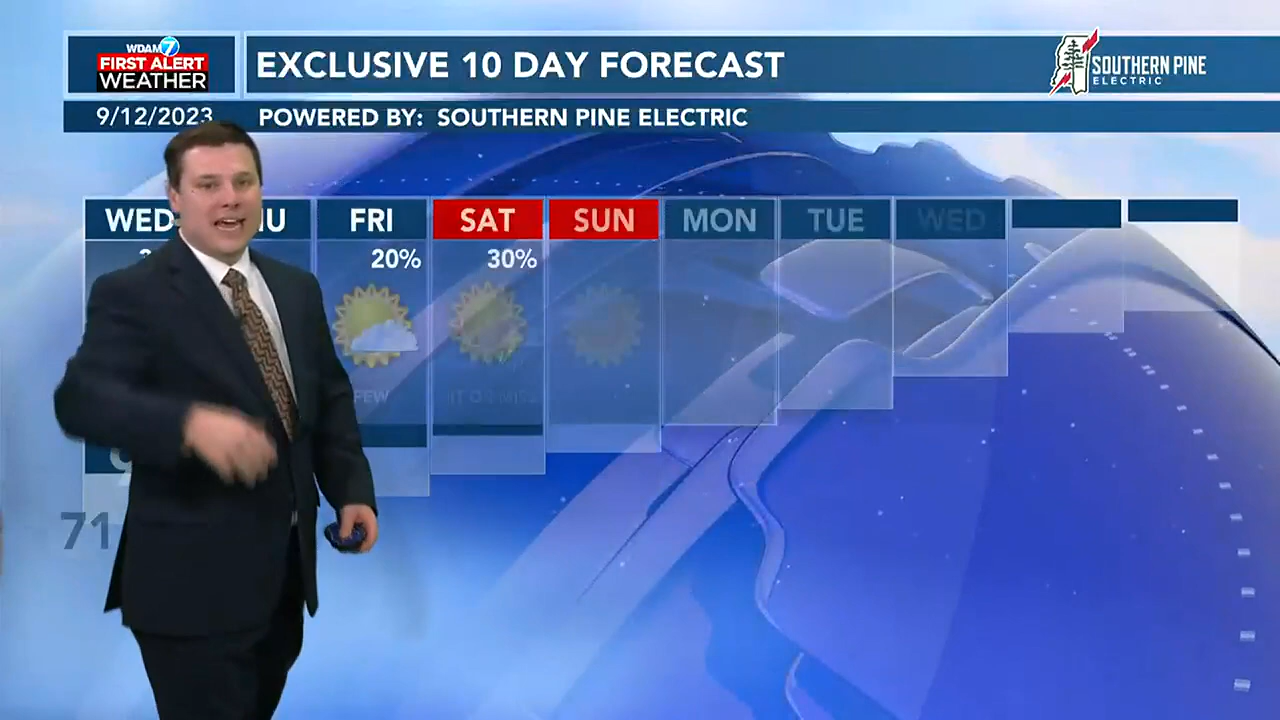 WDAM 7
FIRST ALERT
WEATHER
EXCLUSIVE 10 DAY FORECAST
SOUTHERN PINE
ELECTRIC
9/12/2023
POWERED BY: SOUTHERN PINE ELECTRIC
WED FRI SAT SUN MON TUE WED
20% 30%
FEW
71